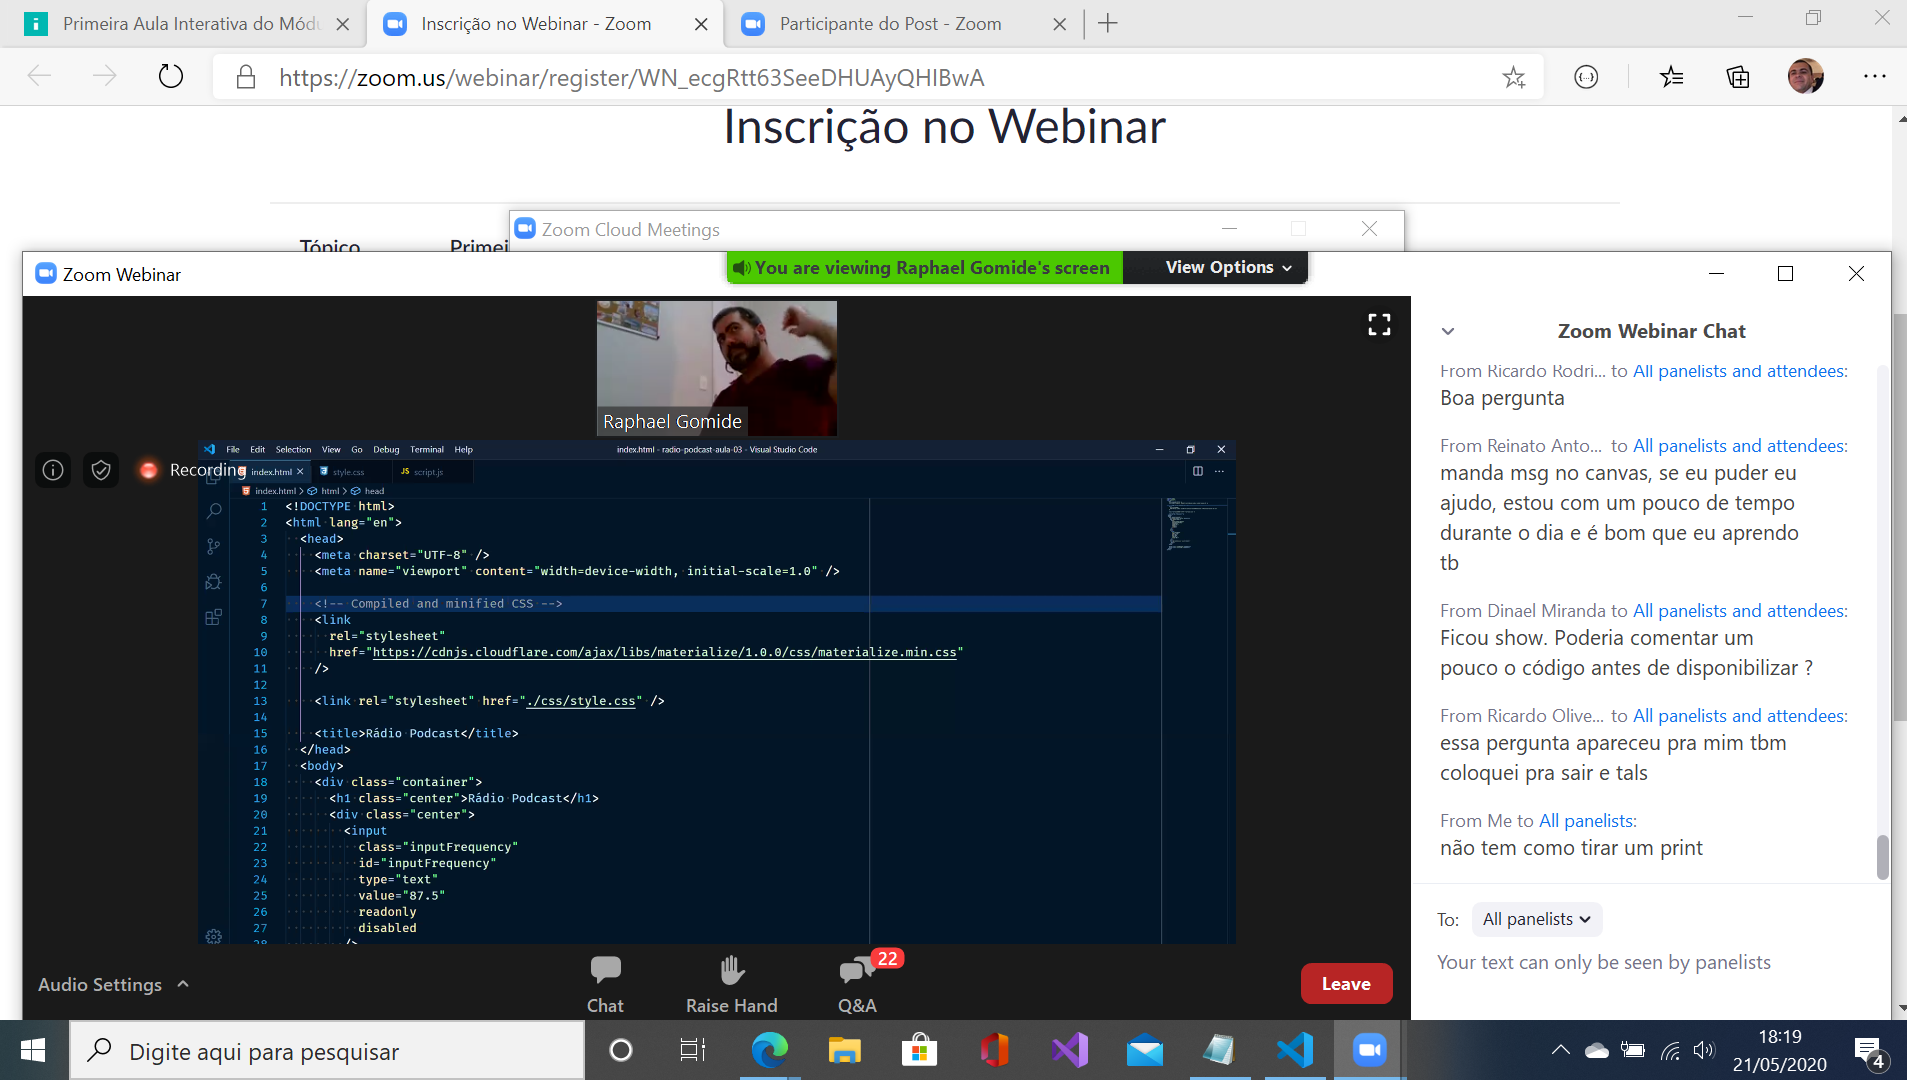 Primeira Aula Interativa do Módu
Inscrição no Webinar - Zoom
Participante do Post - Zoom
https://zoom.us/webinar/register/WN_ecgRtt63SeeDHUAyQHIBwA
Inscrição no Webinar
Tópico
Primei
Zoom Cloud Meetings
Zoom Webinar
You are viewing Raphael Gomide's screen
View Options
Raphael Gomide
Recording
File Edit Selection View Go Debug Terminal Help
index.html - radio-podcast-aula-03 - Visual Studio Code
index.html
style.css
JS script.js
index.html > html > head
1 <!DOCTYPE html>
2 <html lang="en">
3 <head>
4 <meta charset="UTF-8" />
5 <meta name="viewport" content="width=device-width, initial-scale=1.0" />
6
7 <!-- Compiled and minified CSS -->
8 <link
9 rel="stylesheet"
10 href="https://cdnjs.cloudflare.com/ajax/libs/materialize/1.0.0/css/materialize.min.css"
11 />
12
13 <link rel="stylesheet" href="./css/style.css" />
14
15 <title>Rádio Podcast</title>
16 </head>
17 <body>
18 <div class="container">
19 <h1 class="center">Rádio Podcast</h1>
20 <div class="center">
21 <input
22 class="inputFrequency"
23 id="inputFrequency"
24 type="text"
25 value="87.5"
26 readonly
27 disabled
28 />
Zoom Webinar Chat
From Ricardo Rodri... to All panelists and attendees:
Boa pergunta
From Reinato Anto... to All panelists and attendees:
manda msg no canvas, se eu puder eu
ajudo, estou com um pouco de tempo
durante o dia e é bom que eu aprendo
tb
From Dinael Miranda to All panelists and attendees:
Ficou show. Poderia comentar um
pouco o código antes de disponibilizar ?
From Ricardo Olive... to All panelists and attendees:
essa pergunta apareceu pra mim tbm
coloquei pra sair e tals
From Me to All panelists:
não tem como tirar um print
To: All panelists
Your text can only be seen by panelists
Audio Settings
Chat
Raise Hand
22
Q&A
Leave
Digite aqui para pesquisar
18:19
21/05/2020
4